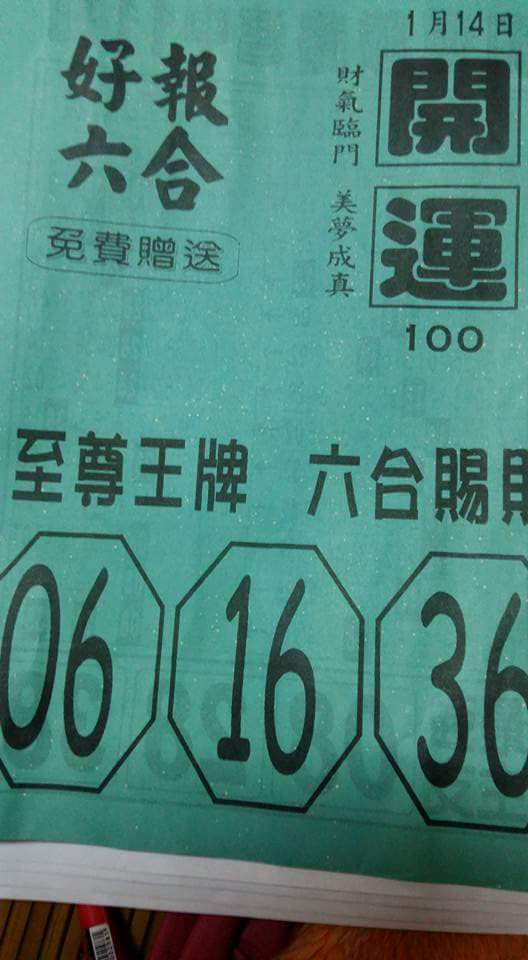 1月14日
開運
100
財氣臨門
美夢成真
好報
六合
免費贈送
至尊王牌 六合賜財
06 16 36